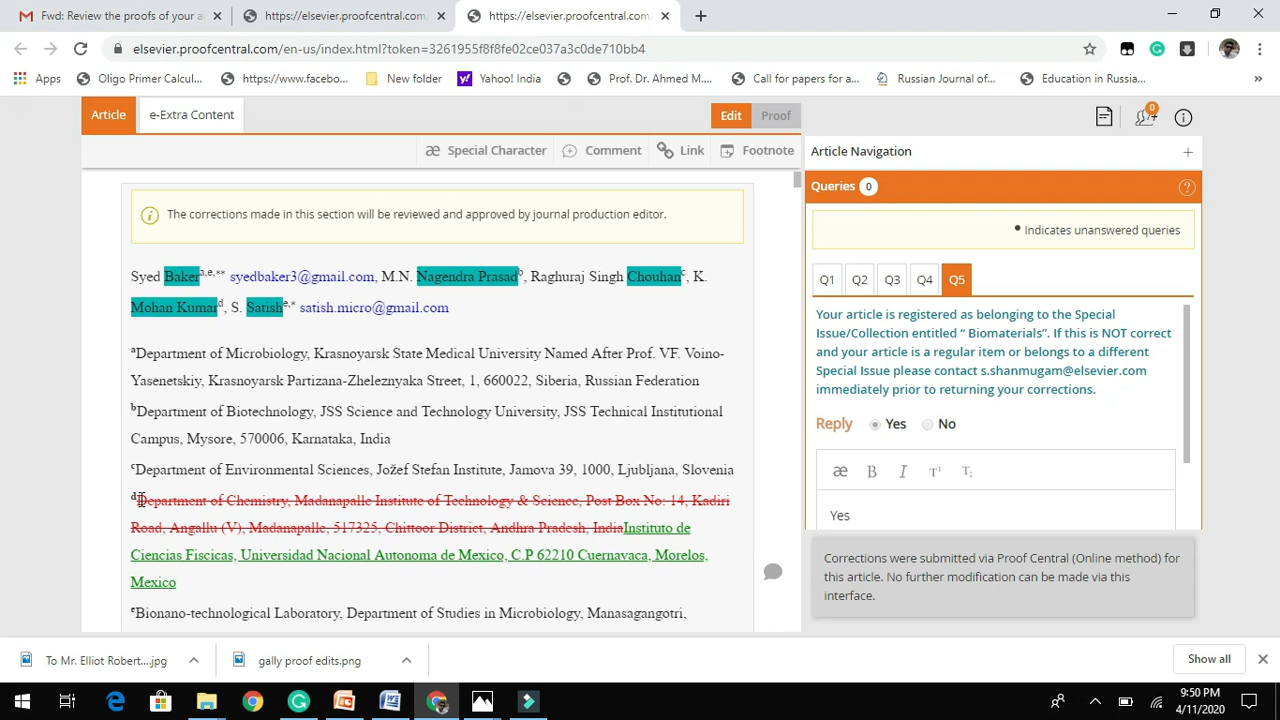 Fwd: Review the proofs of your a
https://elsevier.proofcentral.com
https://elsevier.proofcentral.com
elsevier.proofcentral.com/en-us/index.html?token=3261955f8f8fe02ce037a3c0de710bb4
Apps
Oligo Primer Calcul...
https://www.facebo...
New folder
Yahoo! India
Prof. Dr. Ahmed M....
Call for papers for a...
Russian Journal of...
Education in Russia...
»
Article
e-Extra Content
Edit
Proof
0
æ Special Character
Comment
Link
Footnote
The corrections made in this section will be reviewed and approved by journal production editor.
Syed Baker a,e,** syedbaker3@gmail.com, M.N. Nagendra Prasad b, Raghuraj Singh Chouhan c, K.
Mohan Kumar d, S. Satish e,* satish.micro@gmail.com
a Department of Microbiology, Krasnoyarsk State Medical University Named After Prof. VF. Voino-
Yasenetskiy, Krasnoyarsk Partizana-Zheleznyaka Street, 1, 660022, Siberia, Russian Federation
b Department of Biotechnology, JSS Science and Technology University, JSS Technical Institutional
Campus, Mysore, 570006, Karnataka, India
c Department of Environmental Sciences, Jožef Stefan Institute, Jamova 39, 1000, Ljubljana, Slovenia
d Department of Chemistry, Madanapalle Institute of Technology & Science, Post Box No: 14, Kadiri
Road, Angallu (V), Madanapalle, 517325, Chittoor District, Andhra Pradesh, IndiaInstituto de
Ciencias Fiscicas, Universidad Nacional Autonoma de Mexico, C.P 62210 Cuernavaca, Morelos,
Mexico
e Bionano-technological Laboratory, Department of Studies in Microbiology, Manasagangotri,
Article Navigation
+
Queries 0
?
• Indicates unanswered queries
Q1
Q2
Q3
Q4
Q5
Your article is registered as belonging to the Special
Issue/Collection entitled “ Biomaterials”. If this is NOT correct
and your article is a regular item or belongs to a different
Special Issue please contact s.shanmugam@elsevier.com
immediately prior to returning your corrections.
Reply Yes No
æ B I T¹ T₂
Yes
Corrections were submitted via Proof Central (Online method) for
this article. No further modification can be made via this
interface.
To Mr. Elliot Robert....jpg
gally proof edits.png
Show all
9:50 PM
4/11/2020